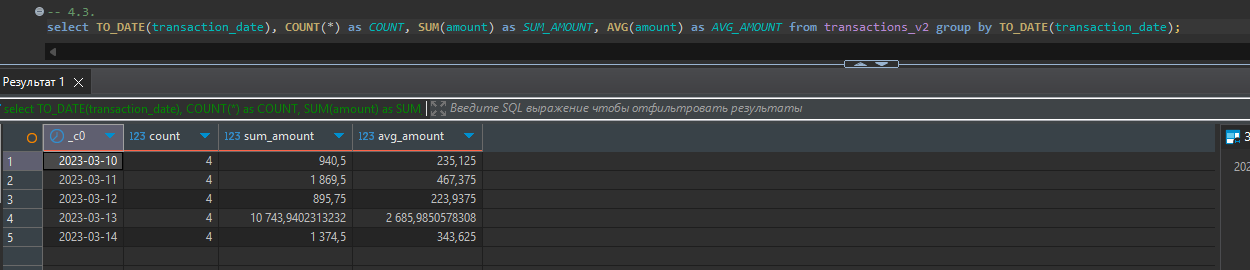 -- 4.3.
select TO_DATE(transaction_date), COUNT(*) as COUNT, SUM(amount) as SUM_AMOUNT, AVG(amount) as AVG_AMOUNT from transactions_v2 group by TO_DATE(transaction_date);
Результат 1
select TO_DATE(transaction_date), COUNT(*) as COUNT, SUM(amount) as SUM Введите SQL выражение чтобы отфильтровать результаты
_c0 123 count 123 sum_amount 123 avg_amount
1 2023-03-10 4 940,5 235,125
2 2023-03-11 4 1 869,5 467,375
3 2023-03-12 4 895,75 223,9375
4 2023-03-13 4 10 743,9402313232 2 685,9850578308
5 2023-03-14 4 1 374,5 343,625